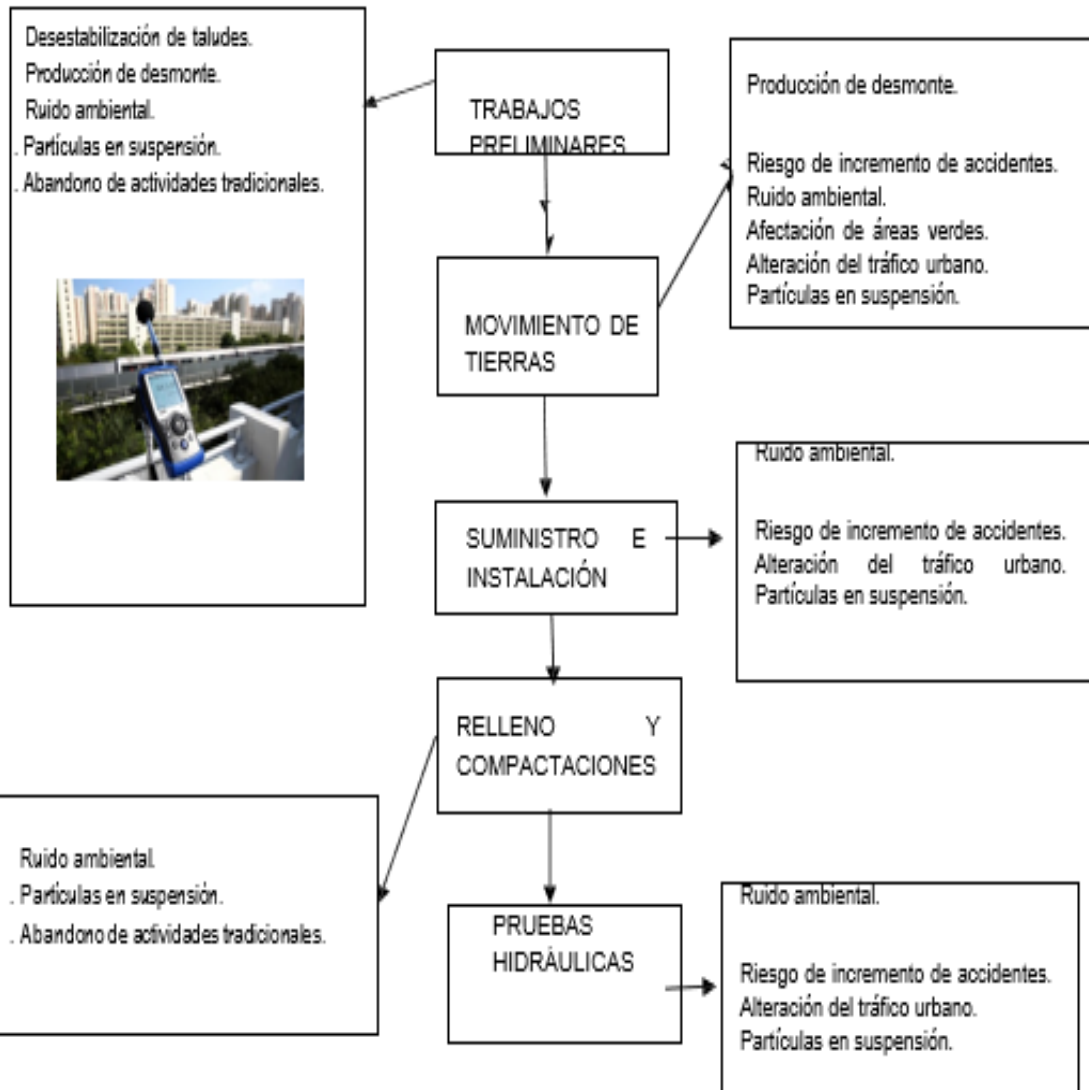 Desestabilización de taludes.
Producción de desmonte.
Ruido ambiental.
. Partículas en suspensión.
. Abandono de actividades tradicionales.
TRABAJOS
PRELIMINARES
Producción de desmonte.
Riesgo de incremento de accidentes.
Ruido ambiental.
Afectación de áreas verdes.
Alteración del tráfico urbano.
Partículas en suspensión.
MOVIMIENTO DE
TIERRAS
SUMINISTRO E
INSTALACIÓN
Ruido ambiental.
Riesgo de incremento de accidentes.
Alteración del tráfico urbano.
Partículas en suspensión.
RELLENO Y
COMPACTACIONES
Ruido ambiental.
. Partículas en suspensión.
. Abandono de actividades tradicionales.
PRUEBAS
HIDRÁULICAS
Ruido ambiental.
Riesgo de incremento de accidentes.
Alteración del tráfico urbano.
Partículas en suspensión.